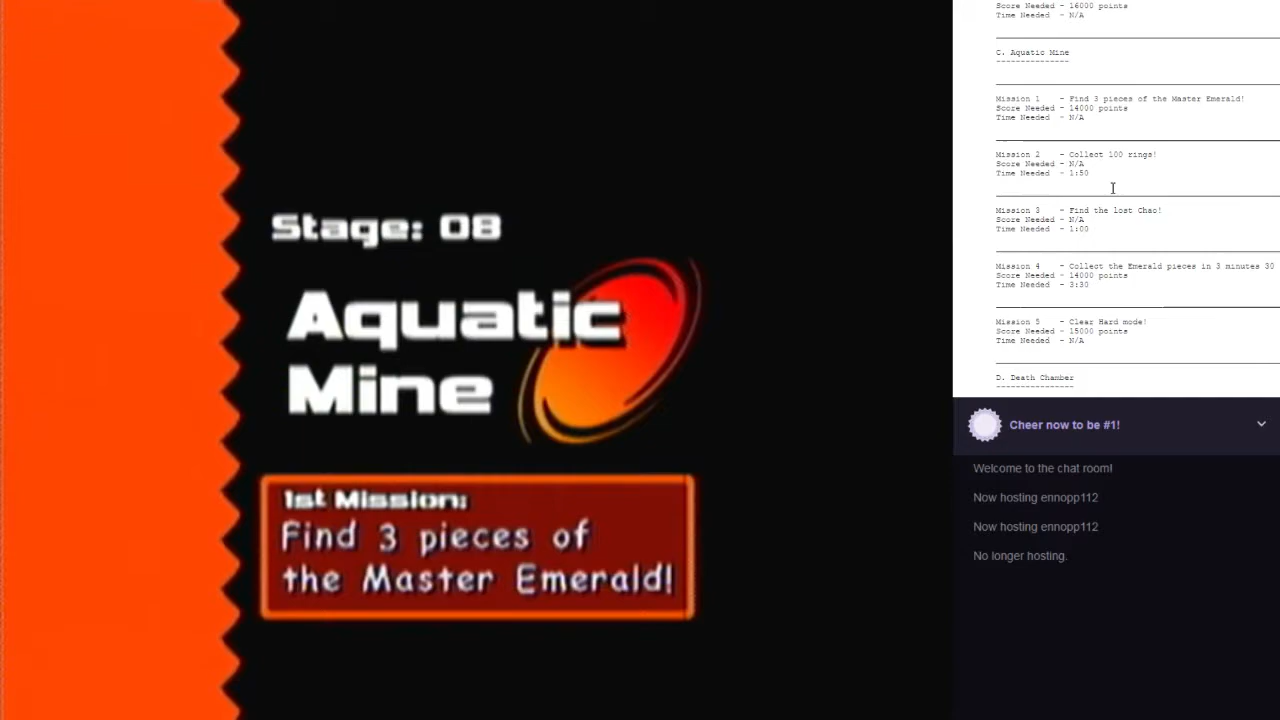 Stage: 08
Aquatic
Mine
1st Mission:
Find 3 pieces of
the Master Emerald!
Score Needed - 16000 points
Time Needed - N/A
C. Aquatic Mine
---------------
Mission 1 - Find 3 pieces of the Master Emerald!
Score Needed - 14000 points
Time Needed - N/A
Mission 2 - Collect 100 rings!
Score Needed - N/A
Time Needed - 1:50
Mission 3 - Find the lost Chao!
Score Needed - N/A
Time Needed - 1:00
Mission 4 - Collect the Emerald pieces in 3 minutes 30
Score Needed - 14000 points
Time Needed - 3:30
Mission 5 - Clear Hard mode!
Score Needed - 15000 points
Time Needed - N/A
D. Death Chamber
----------------
Cheer now to be #1!
Welcome to the chat room!
Now hosting ennopp112
Now hosting ennopp112
No longer hosting.